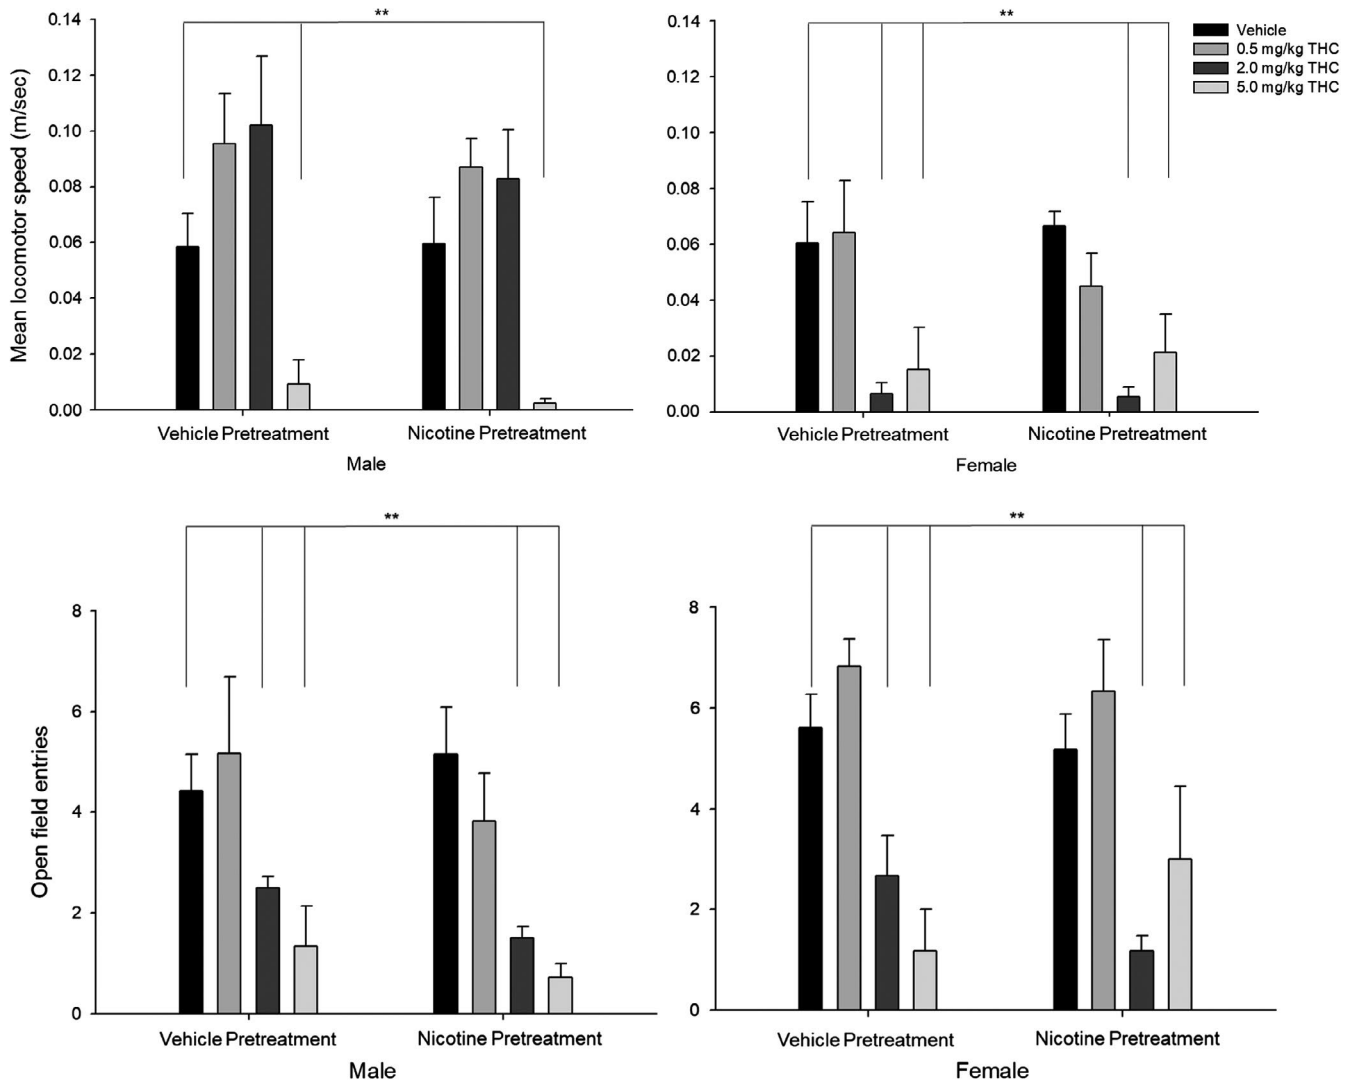 Mean locomotor speed (m/sec)
0.14
0.12
0.10
0.08
0.06
0.04
0.02
0.00
**
Vehicle Pretreatment
Nicotine Pretreatment
Male
0.14
0.12
0.10
0.08
0.06
0.04
0.02
0.00
**
Vehicle
0.5 mg/kg THC
2.0 mg/kg THC
5.0 mg/kg THC
Vehicle Pretreatment
Nicotine Pretreatment
Female
Open field entries
8
6
4
2
0
**
Vehicle Pretreatment
Nicotine Pretreatment
Male
8
6
4
2
0
**
Vehicle Pretreatment
Nicotine Pretreatment
Female